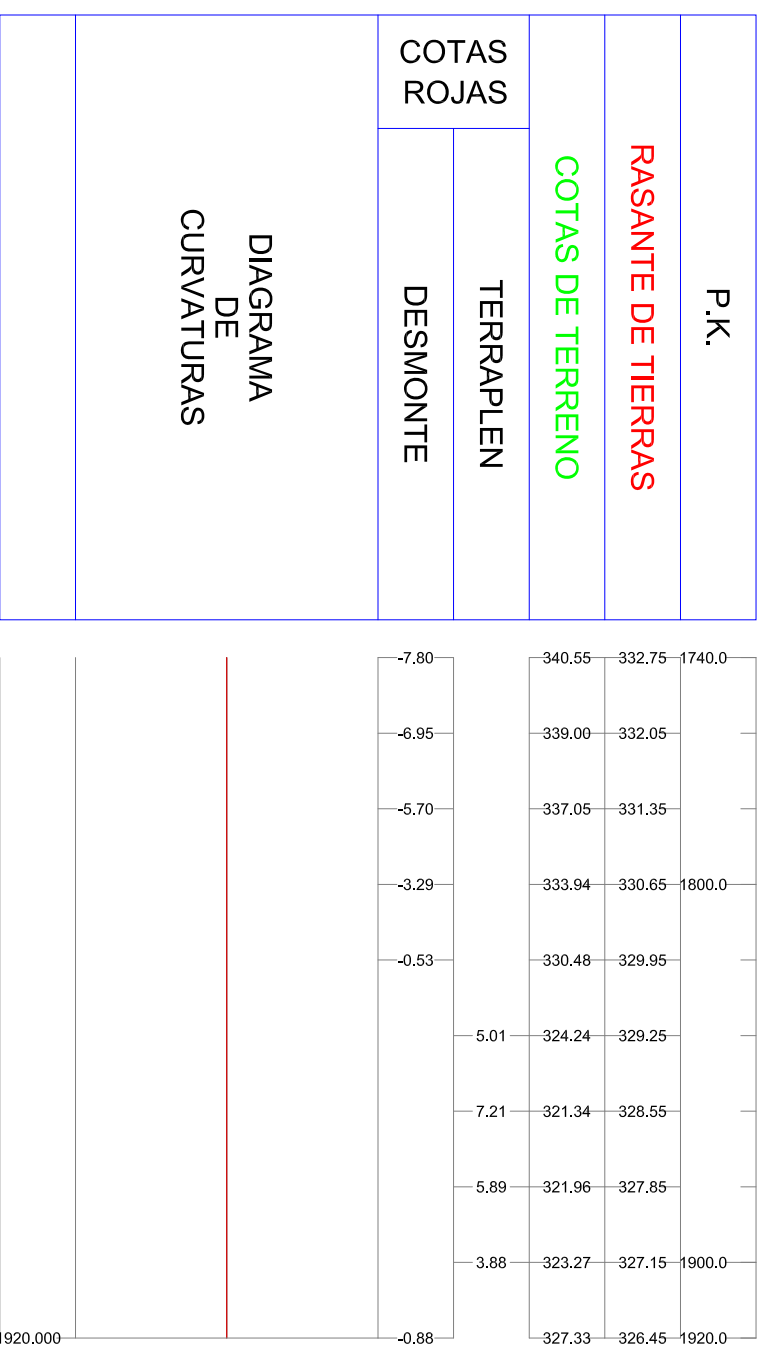 COTAS
ROJAS
DIAGRAMA
DE
CURVATURAS
DESMONTE
TERRAPLEN
COTAS DE TERRENO
RASANTE DE TIERRAS
P.K.
-7.80 340.55 332.75 1740.0
-6.95 339.00 332.05
-5.70 337.05 331.35
-3.29 333.94 330.65 1800.0
-0.53 330.48 329.95
5.01 324.24 329.25
7.21 321.34 328.55
5.89 321.96 327.85
3.88 323.27 327.15 1900.0
1920.000 -0.88 327.33 326.45 1920.0